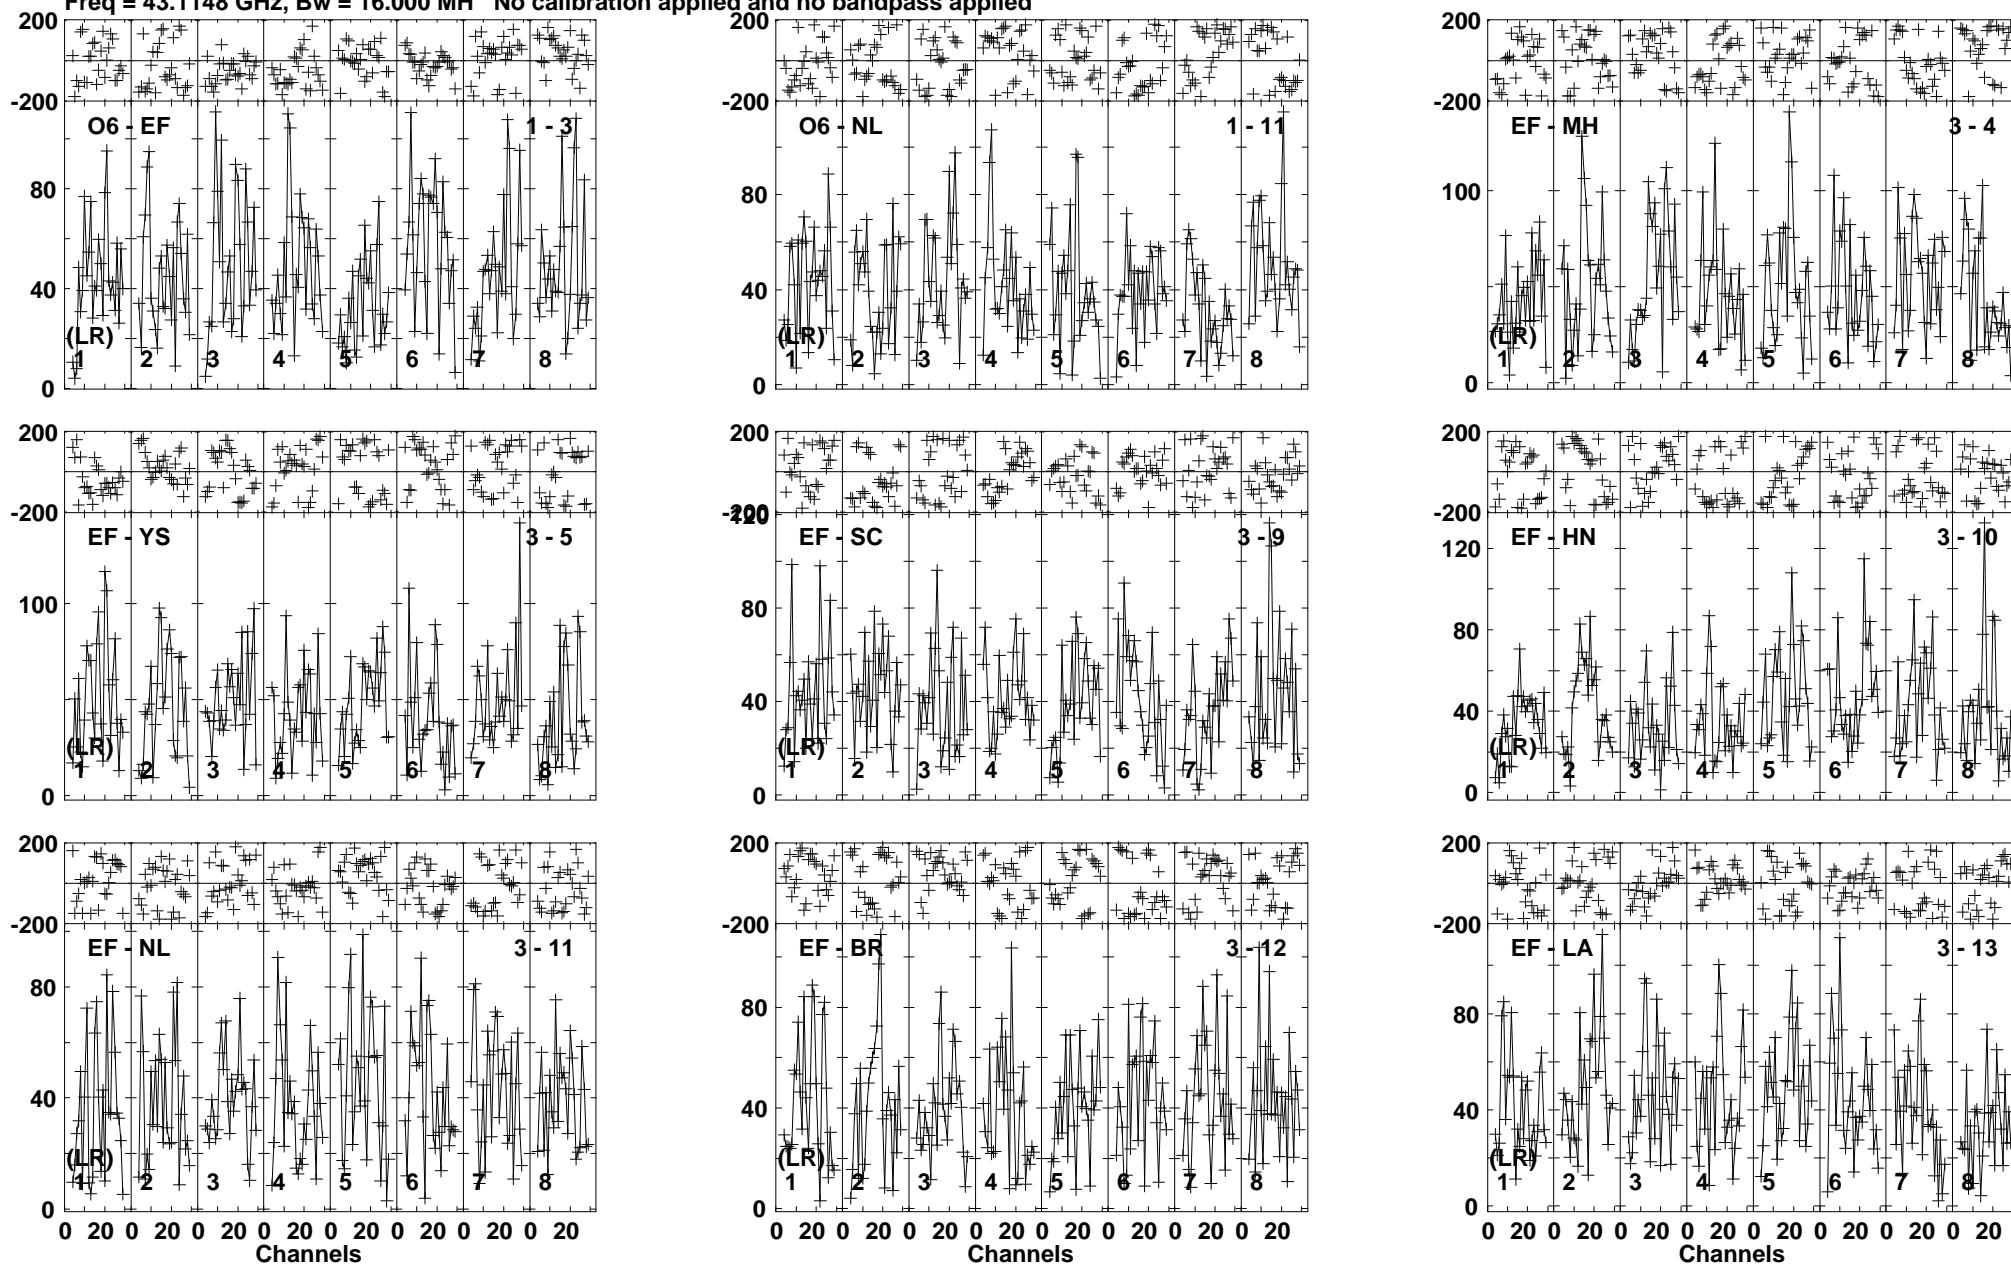 Freq = 43.1148 GHz, Bw = 16.000 MH No calibration applied and no bandpass applied
200 200 200
-200 -200 -200
O6 - EF 1 - 3 O6 - NL 1 - 11 EF - MH 3 - 4
80 80 100
40 40
(LR) (LR) (LR)
1 2 3 4 5 6 7 8 1 2 3 4 5 6 7 8 1 2 3 4 5 6 7 8
0 0 0
200 200 200
-200 -200 -200
120
EF - YS 3 - 5 EF - SC 3 - 9 EF - HN 3 - 10
120
100 80 80
40 40
(LR) (LR) (LR)
1 2 3 4 5 6 7 8 1 2 3 4 5 6 7 8 1 2 3 4 5 6 7 8
0 0 0
200 200 200
-200 -200 -200
EF - NL 3 - 11 EF - BR 3 - 12 EF - LA 3 - 13
80 80 80
40 40 40
(LR) (LR) (LR)
1 2 3 4 5 6 7 8 1 2 3 4 5 6 7 8 1 2 3 4 5 6 7 8
0 0 0
0 20 0 20 0 20 0 20 0 20 0 20 0 20 0 20 0 20 0 20 0 20 0 20 0 20 0 20 0 20 0 20 0 20 0 20 0 20 0 20 0 20 0 20 0 20 0 20
Channels Channels Channels